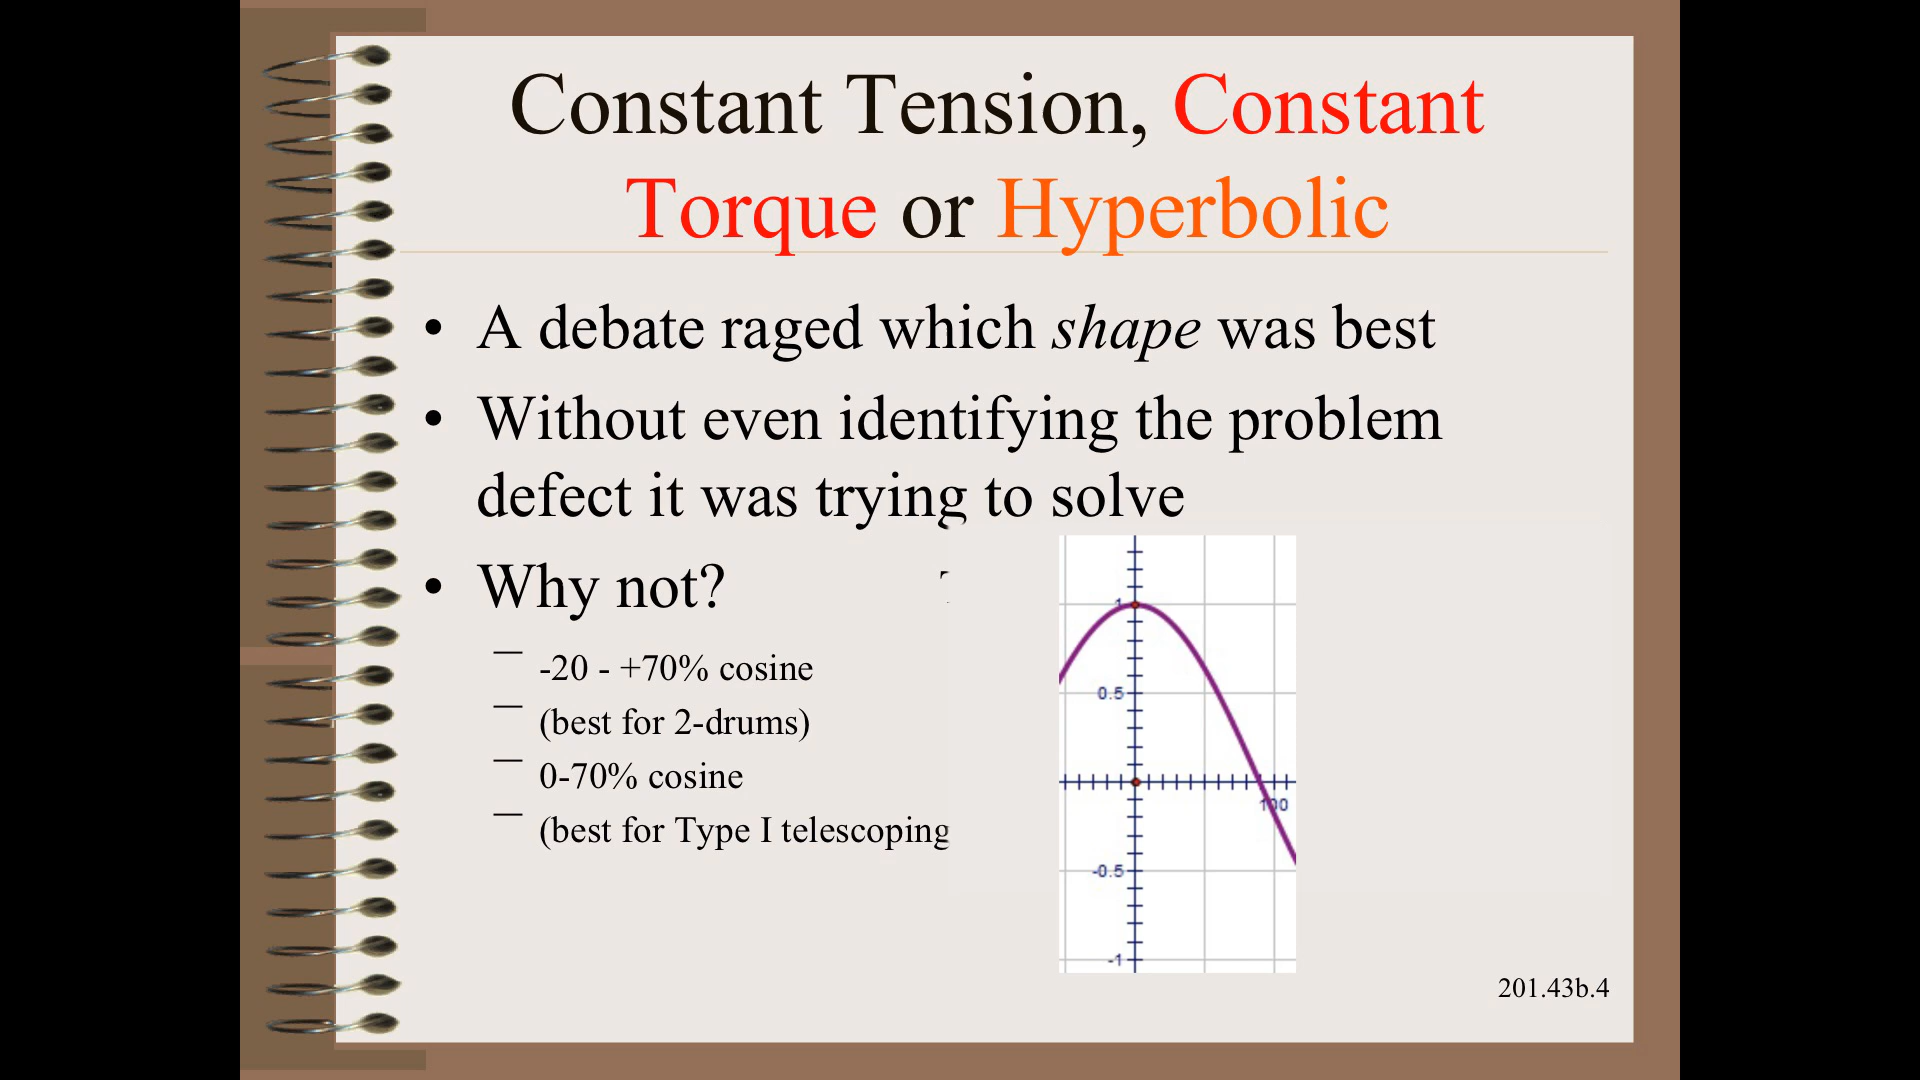 Constant Tension, Constant
Torque or Hyperbolic
• A debate raged which shape was best
• Without even identifying the problem
defect it was trying to solve
• Why not?
– -20 - +70% cosine
– (best for 2-drums)
– 0-70% cosine
– (best for Type I telescoping
1
0.5
100
-0.5
-1
201.43b.4